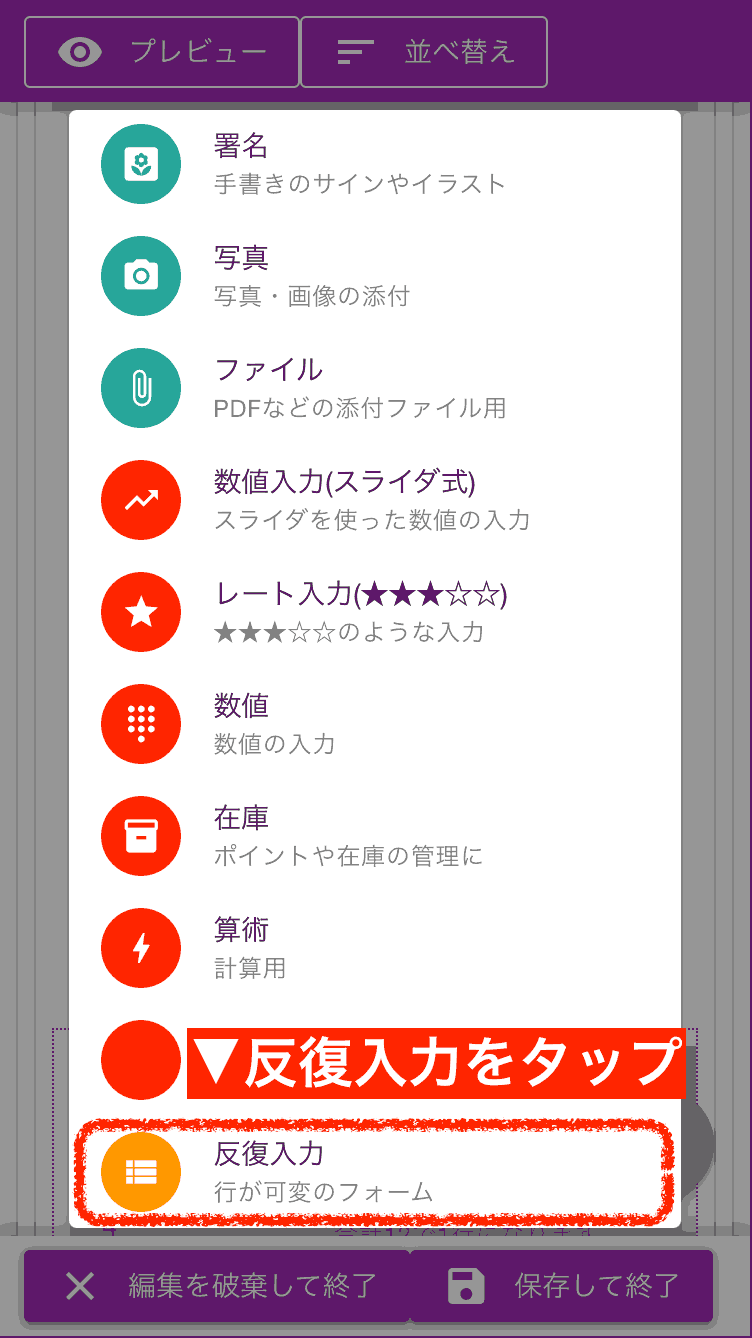 プレビュー
並べ替え
署名
手書きのサインやイラスト
写真
写真・画像の添付
ファイル
PDFなどの添付ファイル用
数値入力(スライダ式)
スライダを使った数値の入力
レート入力(★★★☆☆)
★★★☆☆のような入力
数値
数値の入力
在庫
ポイントや在庫の管理に
算術
計算用
▼反復入力をタップ
反復入力
行が可変のフォーム
編集を破棄して終了
保存して終了